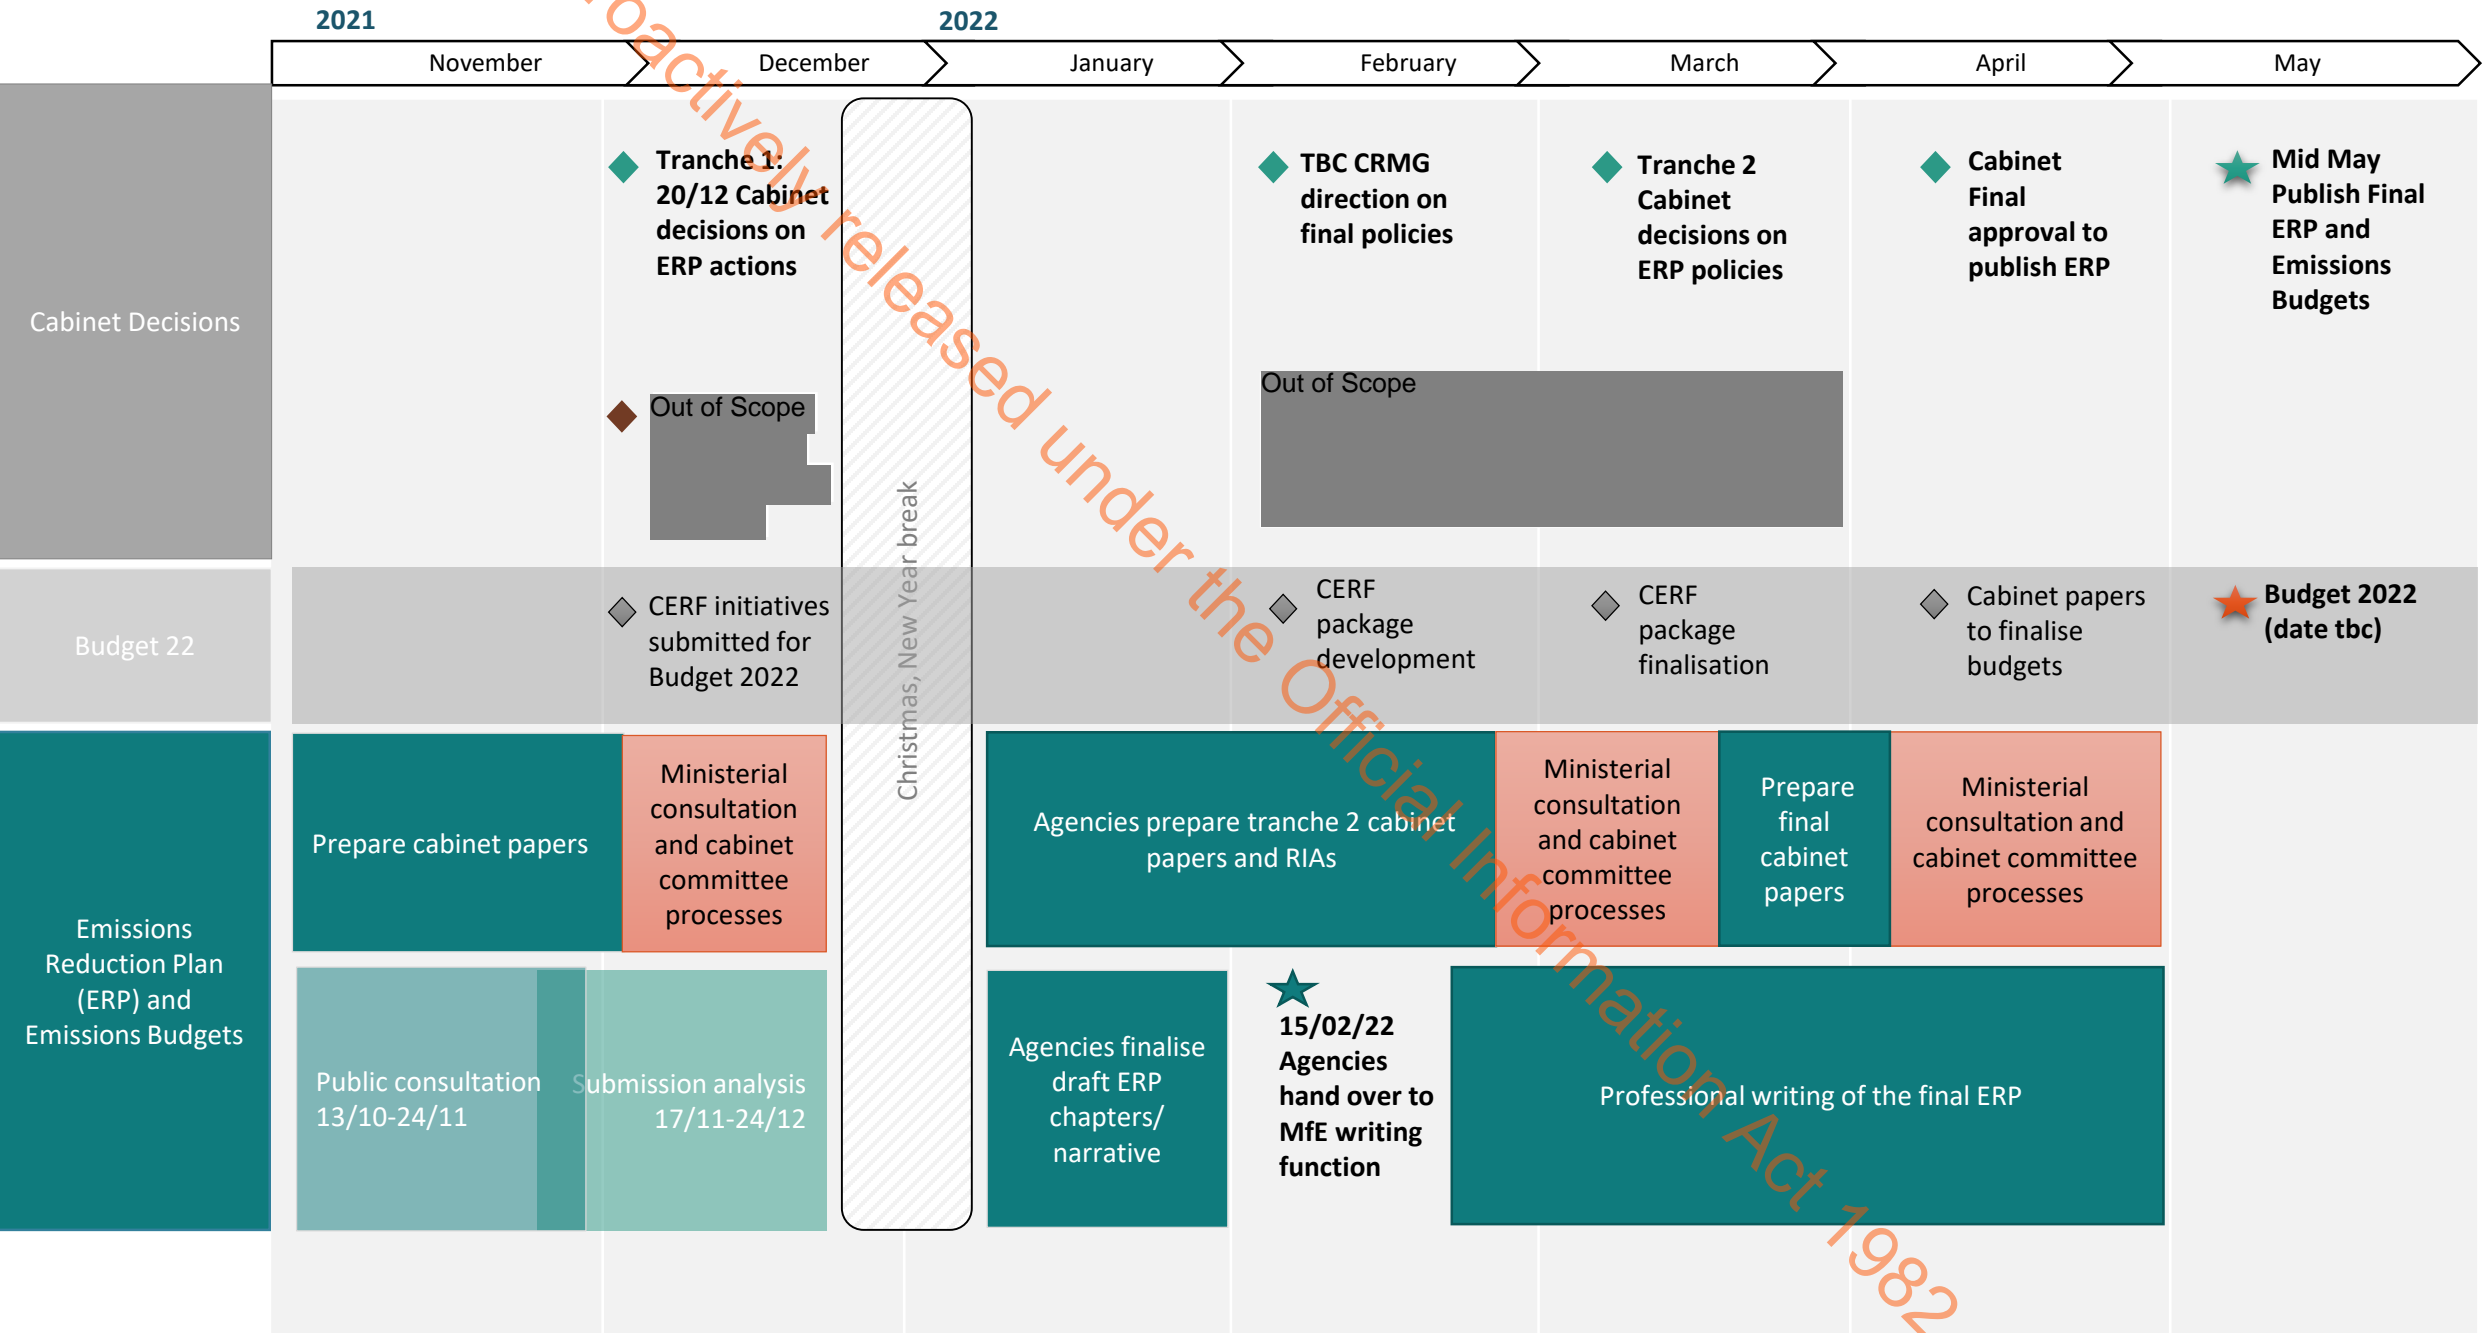 2021
2022
November
December
January
February
March
April
May
Cabinet Decisions
Tranche 1:
20/12 Cabinet
decisions on
ERP actions
TBC CRMG
direction on
final policies
Tranche 2
Cabinet
decisions on
ERP policies
Cabinet
Final
approval to
publish ERP
Mid May
Publish Final
ERP and
Emissions
Budgets
Out of Scope
Out of Scope
Christmas, New Year break
Budget 22
CERF initiatives
submitted for
Budget 2022
CERF
package
development
CERF
package
finalisation
Cabinet papers
to finalise
budgets
Budget 2022
(date tbc)
Emissions
Reduction Plan
(ERP) and
Emissions Budgets
Prepare cabinet papers
Ministerial
consultation
and cabinet
committee
processes
Agencies prepare tranche 2 cabinet
papers and RIAs
Ministerial
consultation
and cabinet
committee
processes
Prepare
final
cabinet
papers
Ministerial
consultation and
cabinet committee
processes
Public consultation
13/10-24/11
Submission analysis
17/11-24/12
Agencies finalise
draft ERP
chapters/
narrative
15/02/22
Agencies
hand over to
MfE writing
function
Professional writing of the final ERP
released under the Official Information Act 1982